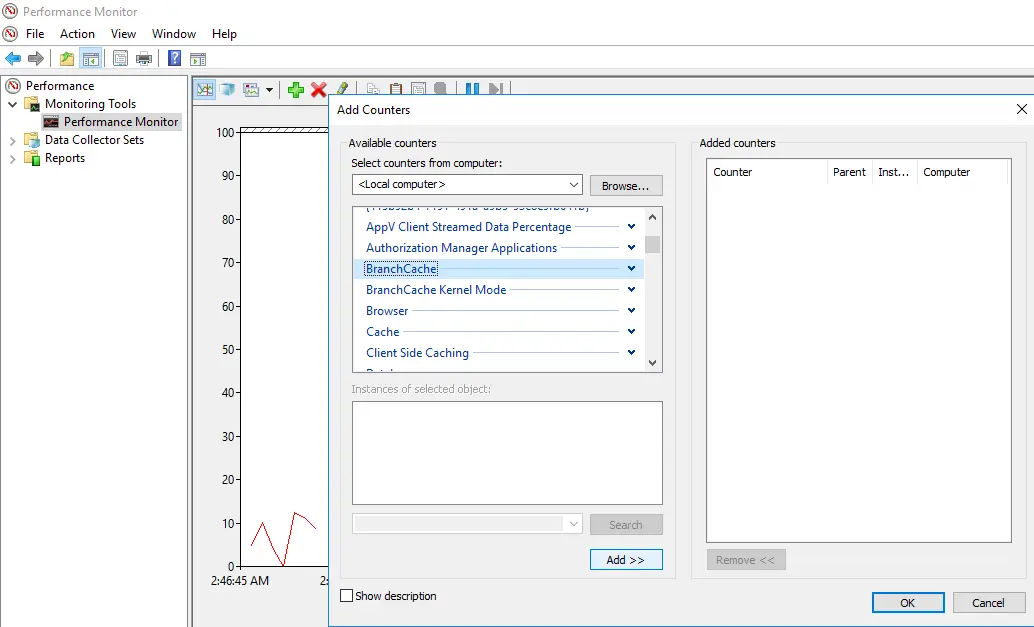 Performance Monitor
File Action View Window Help
Performance
Monitoring Tools
Performance Monitor
Data Collector Sets
Reports
100
90
80
70
60
50
40
30
20
10
0
2:46:45 AM 2:
Add Counters
Available counters
Select counters from computer:
<Local computer>
Browse...
AppV Client Streamed Data Percentage
Authorization Manager Applications
BranchCache
BranchCache Kernel Mode
Browser
Cache
Client Side Caching
Instances of selected object:
Search
Add >>
Show description
Added counters
Counter Parent Inst... Computer
Remove <<
OK Cancel